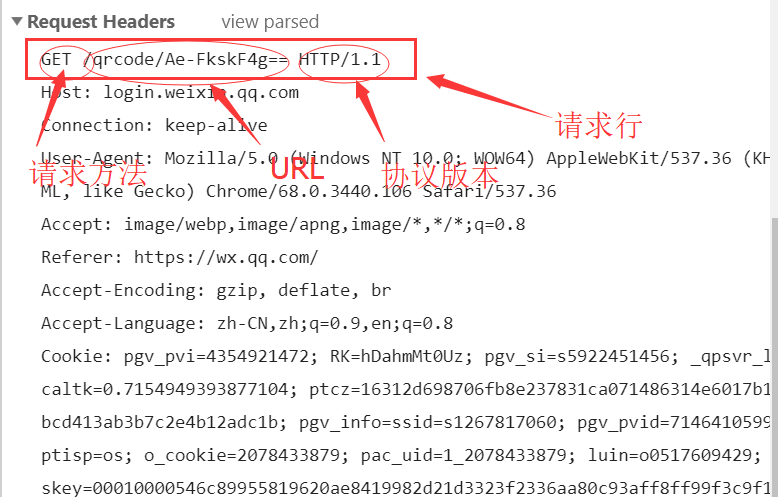 Request Headers view parsed
GET /qrcode/Ae-FkskF4g== HTTP/1.1
请求行
Host: login.weixin.qq.com
Connection: keep-alive
User-Agent: Mozilla/5.0 (Windows NT 10.0; WOW64) AppleWebKit/537.36 (KH
请求方法 URL 协议版本
ML, like Gecko) Chrome/68.0.3440.106 Safari/537.36
Accept: image/webp,image/apng,image/*,*/*;q=0.8
Referer: https://wx.qq.com/
Accept-Encoding: gzip, deflate, br
Accept-Language: zh-CN,zh;q=0.9,en;q=0.8
Cookie: pgv_pvi=4354921472; RK=hDahmMt0Uz; pgv_si=s5922451456; _qpsvr_l
caltk=0.7154949393877104; ptcz=16312d698706fb8e237831ca071486314e6017b1
bcd413ab3b7c2e4b12adc1b; pgv_info=ssid=s1267817060; pgv_pvid=7146410599
ptisp=os; o_cookie=2078433879; pac_uid=1_2078433879; luin=o0517609429;
skey=00010000546c89955819620ae8419982d21d3323f2336aa80c93aff8ff99f3c9f1